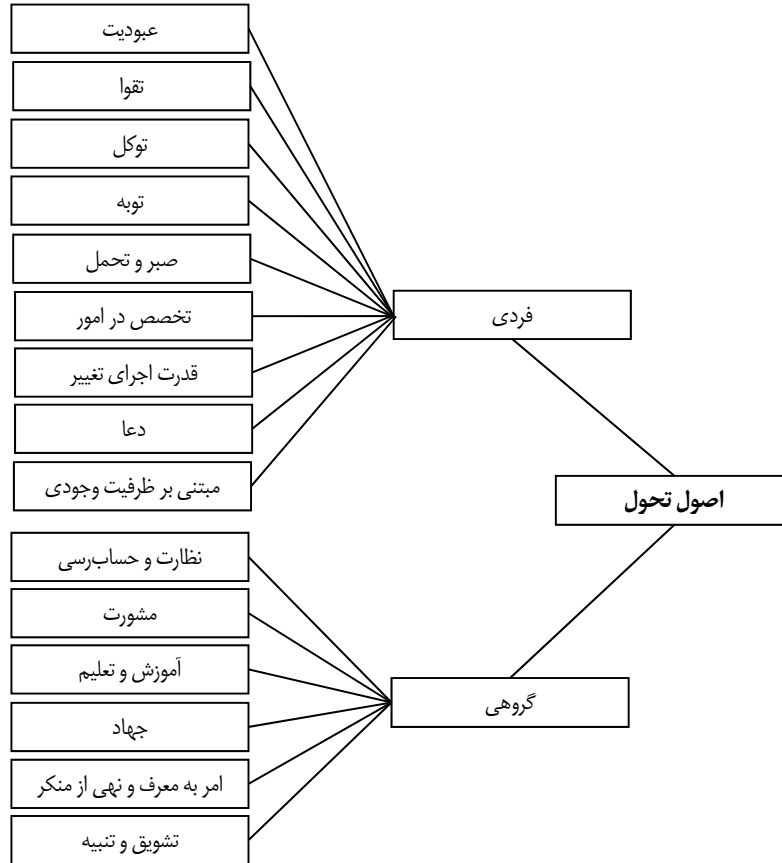 اصول تحول
فردی
عبودیت
تقوا
توکل
توبه
صبر و تحمل
تخصص در امور
قدرت اجرای تغییر
دعا
مبتنی بر ظرفیت وجودی
گروهی
نظارت و حساب‌رسی
مشورت
آموزش و تعلیم
جهاد
امر به معرف و نهی از منکر
تشویق و تنبیه